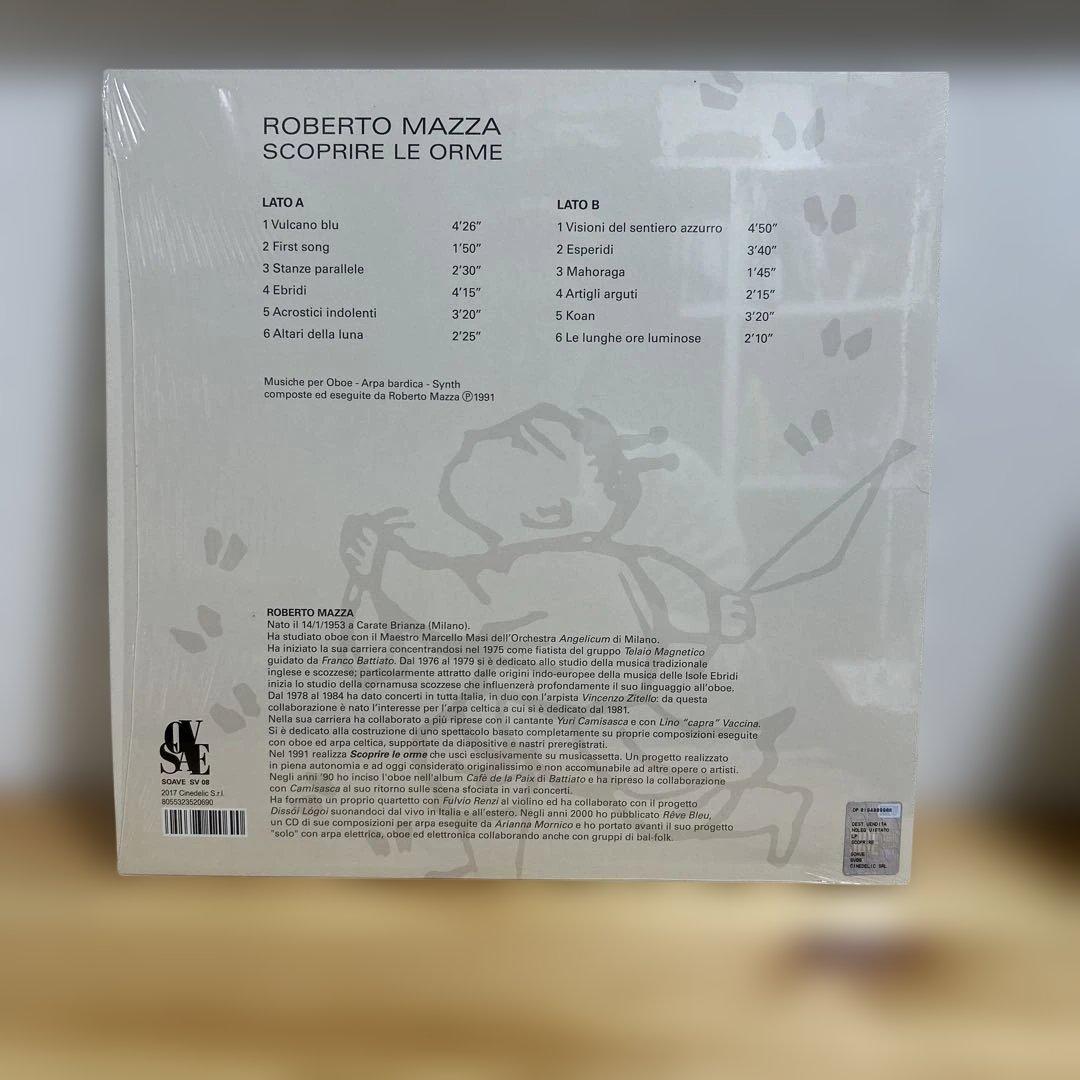 ROBERTO MAZZA
SCOPRIRE LE ORME
LATO A
1 Vulcano blu 4'26"
2 First song 1'50"
3 Stanze parallele 2'30"
4 Ebridi 4'15"
5 Acrostici indolenti 3'20"
6 Altari della luna 2'25"
LATO B
1 Visioni del sentiero azzurro 4'50"
2 Esperidi 3'40"
3 Mahoraga 1'45"
4 Artigli arguti 2'15"
5 Koan 3'20"
6 Le lunghe ore luminose 2'10"
Musiche per Oboe - Arpa bardica - Synth
composte ed eseguite da Roberto Mazza Ⓟ1991
ROBERTO MAZZA
Nato il 14/1/1953 a Carate Brianza (Milano).
Ha studiato oboe con il Maestro Marcello Masi dell'Orchestra Angelicum di Milano.
Ha iniziato la sua carriera concentrandosi nel 1975 come fiatista del gruppo Telaio Magnetico
guidato da Franco Battiato. Dal 1976 al 1979 si è dedicato allo studio della musica tradizionale
inglese e scozzese; particolarmente attratto dalle origini indo-europee della musica delle Isole Ebridi
inizia lo studio della cornamusa scozzese che influenzerà profondamente il suo linguaggio all'oboe.
Dal 1978 al 1984 ha dato concerti in tutta Italia, in duo con l'arpista Vincenzo Zitello: da questa
collaborazione è nato l'interesse per l'arpa celtica a cui si è dedicato dal 1981.
Nella sua carriera ha collaborato a più riprese con il cantante Yuri Camisasca e con Lino "capra" Vaccina.
Si è dedicato alla costruzione di uno spettacolo basato completamente su proprie composizioni eseguite
con oboe ed arpa celtica, supportate da diapositive e nastri preregistrati.
Nel 1991 realizza Scoprire le orme che uscì esclusivamente su musicassetta. Un progetto realizzato
in piena autonomia e ad oggi considerato originalissimo e non accomunabile ad altre opere o artisti.
Negli anni '90 ho inciso l'oboe nell'album Cafè de la Paix di Battiato e ha ripreso la collaborazione
con Camisasca al suo ritorno sulle scena sfociata in vari concerti.
Ha formato un proprio quartetto con Fulvio Renzi al violino ed ha collaborato con il progetto
Dissòi Lógoi suonandoci dal vivo in Italia e all'estero. Negli anni 2000 ho pubblicato Rêve Bleu,
un CD di sue composizioni per arpa eseguite da Arianna Mornico e ho portato avanti il suo progetto
"solo" con arpa elettrica, oboe ed elettronica collaborando anche con gruppi di bal-folk.
SOAVE
SOAVE SV 08
2017 Cinedelic S.r.l.
8055323520690
DEST.VENDITA
NOLEG.VIETATO
LP
SCOPRIRE
SOAVE
SV08
CINEDELIC SRL